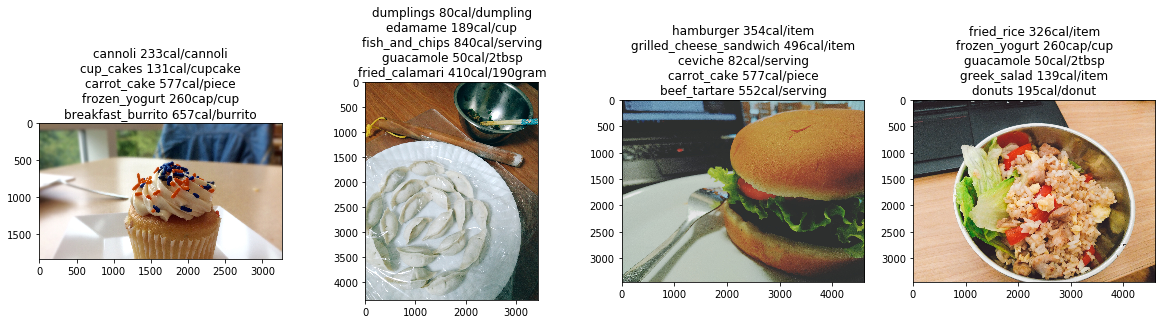 cannoli 233cal/cannoli
cup_cakes 131cal/cupcake
carrot_cake 577cal/piece
frozen_yogurt 260cap/cup
breakfast_burrito 657cal/burrito
0
500
1000
1500
0 1000 2000 3000
dumplings 80cal/dumpling
edamame 189cal/cup
fish_and_chips 840cal/serving
guacamole 50cal/2tbsp
fried_calamari 410cal/190gram
0
500
1000
1500
2000
2500
3000
3500
4000
0 1000 2000 3000
hamburger 354cal/item
grilled_cheese_sandwich 496cal/item
ceviche 82cal/serving
carrot_cake 577cal/piece
beef_tartare 552cal/serving
0
500
1000
1500
2000
2500
3000
0 1000 2000 3000 4000
fried_rice 326cal/item
frozen_yogurt 260cap/cup
guacamole 50cal/2tbsp
greek_salad 139cal/item
donuts 195cal/donut
0
500
1000
1500
2000
2500
3000
0 1000 2000 3000 4000